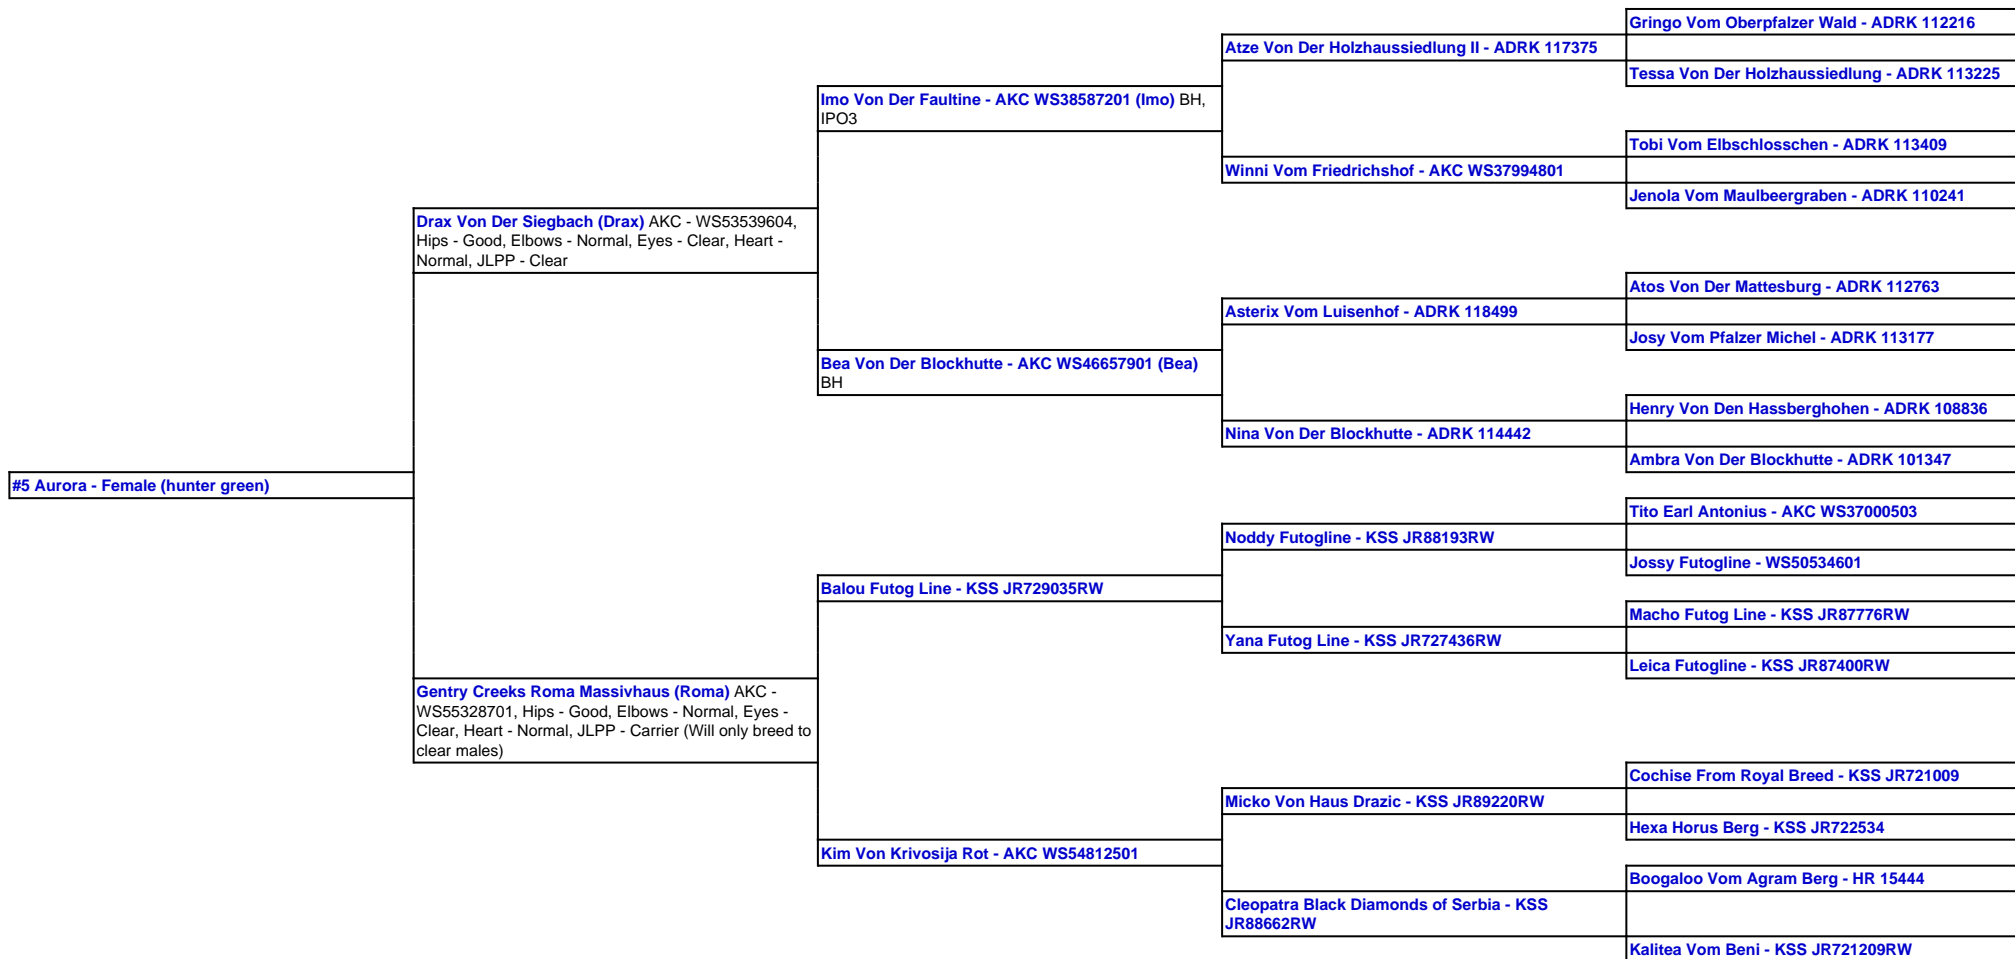 Gringo Vom Oberpfalzer Wald - ADRK 112216
Atze Von Der Holzhaussiedlung II - ADRK 117375
Tessa Von Der Holzhaussiedlung - ADRK 113225
Imo Von Der Faultine - AKC WS38587201 (Imo) BH,
IPO3
Tobi Vom Elbschlosschen - ADRK 113409
Winni Vom Friedrichshof - AKC WS37994801
Jenola Vom Maulbeergraben - ADRK 110241
Drax Von Der Siegbach (Drax) AKC - WS53539604,
Hips - Good, Elbows - Normal, Eyes - Clear, Heart -
Normal, JLPP - Clear
Atos Von Der Mattesburg - ADRK 112763
Asterix Vom Luisenhof - ADRK 118499
Josy Vom Pfalzer Michel - ADRK 113177
Bea Von Der Blockhutte - AKC WS46657901 (Bea)
BH
Henry Von Den Hassberghohen - ADRK 108836
Nina Von Der Blockhutte - ADRK 114442
Ambra Von Der Blockhutte - ADRK 101347
#5 Aurora - Female (hunter green)
Tito Earl Antonius - AKC WS37000503
Noddy Futogline - KSS JR88193RW
Jossy Futogline - WS50534601
Balou Futog Line - KSS JR729035RW
Macho Futog Line - KSS JR87776RW
Yana Futog Line - KSS JR727436RW
Leica Futogline - KSS JR87400RW
Gentry Creeks Roma Massivhaus (Roma) AKC -
WS55328701, Hips - Good, Elbows - Normal, Eyes -
Clear, Heart - Normal, JLPP - Carrier (Will only breed to
clear males)
Cochise From Royal Breed - KSS JR721009
Micko Von Haus Drazic - KSS JR89220RW
Hexa Horus Berg - KSS JR722534
Kim Von Krivosija Rot - AKC WS54812501
Boogaloo Vom Agram Berg - HR 15444
Cleopatra Black Diamonds of Serbia - KSS
JR88662RW
Kalitea Vom Beni - KSS JR721209RW